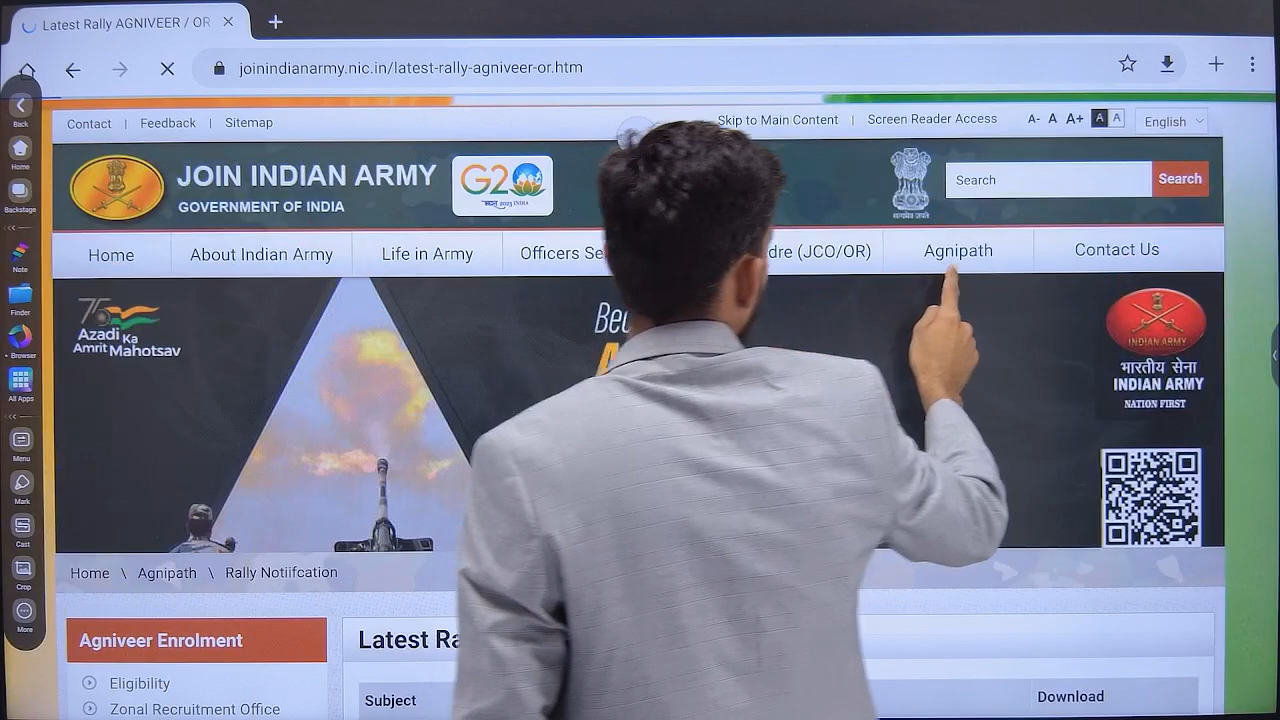 Latest Rally AGNIVEER / OR
joinindianarmy.nic.in/latest-rally-agniveer-or.htm
Contact | Feedback | Sitemap
Skip to Main Content | Screen Reader Access A- A A+ A A English
JOIN INDIAN ARMY
GOVERNMENT OF INDIA
G20
Search Search
सत्यमेव जयते
Home About Indian Army Life in Army Officers Se dre (JCO/OR) Agnipath Contact Us
75
Azadi Ka
Amrit Mahotsav
Bec
A
INDIAN ARMY
भारतीय सेना
INDIAN ARMY
NATION FIRST
Home \ Agnipath \ Rally Notiifcation
Agniveer Enrolment
Eligibility
Zonal Recruitment Office
Latest Ra
Subject Download
Back
Home
Backstage
Note
Finder
Browser
All Apps
Menu
Mark
Cast
Crop
More